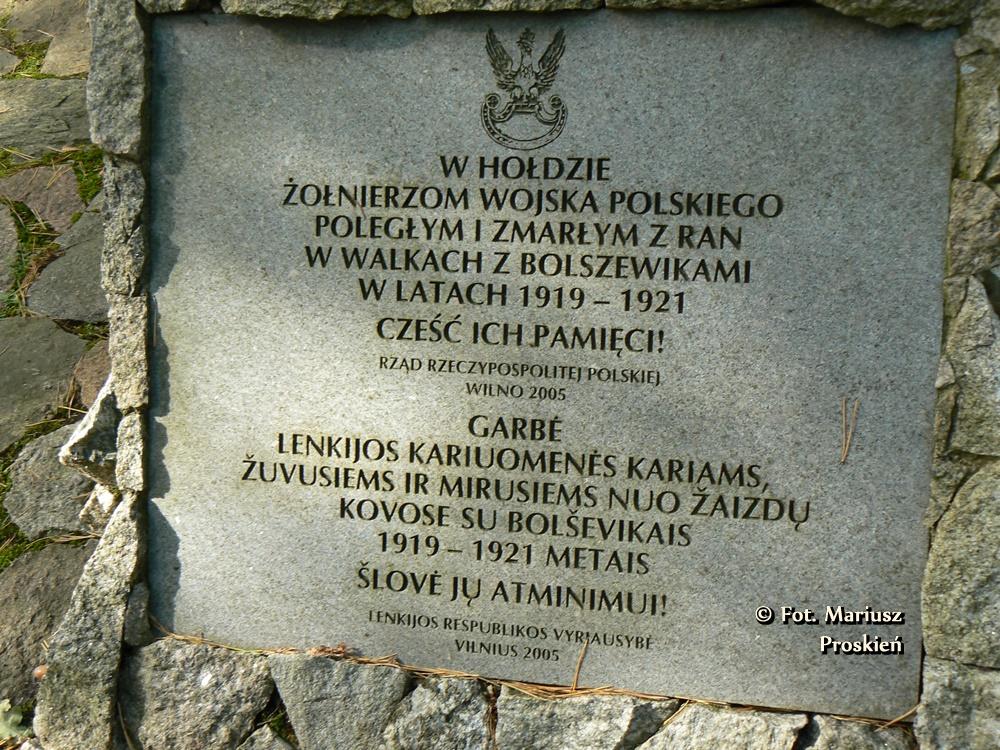 W HOŁDZIE
ŻOŁNIERZOM WOJSKA POLSKIEGO
POLEGŁYM I ZMARŁYM Z RAN
W WALKACH Z BOLSZEWIKAMI
W LATACH 1919 – 1921
CZEŚĆ ICH PAMIĘCI!
RZĄD RZECZYPOSPOLITEJ POLSKIEJ
WILNO 2005
GARBĖ
LENKIJOS KARIUOMENĖS KARIAMS,
ŽUVUSIEMS IR MIRUSIEMS NUO ŽAIZDŲ
KOVOSE SU BOLŠEVIKAIS
1919 – 1921 METAIS
ŠLOVĖ JŲ ATMINIMUI!
LENKIJOS RESPUBLIKOS VYRIAUSYBĖ
VILNIUS 2005
© Fot. Mariusz
Proskień